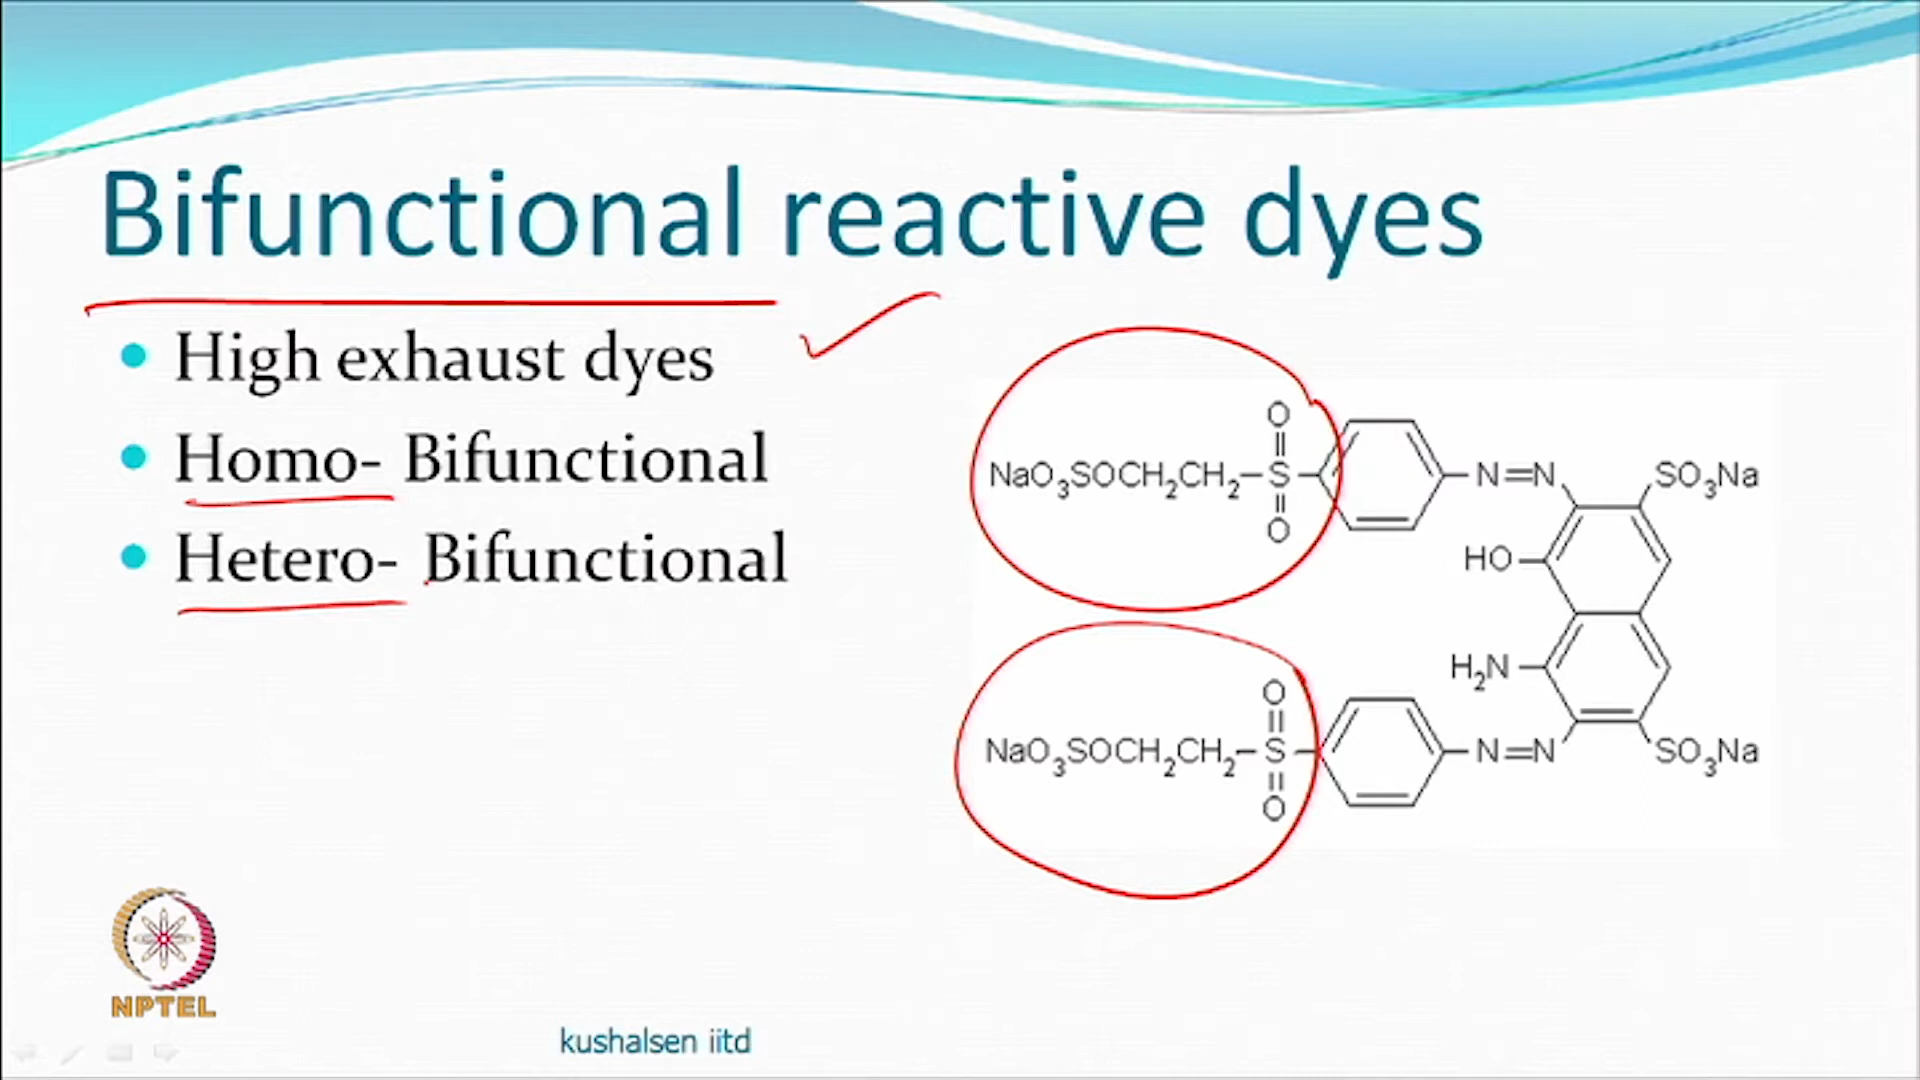 Bifunctional reactive dyes
High exhaust dyes
Homo- Bifunctional
Hetero- Bifunctional
O
NaO3SOCH2CH2 S N=N SO3Na
O
HO
H2N
O
NaO3SOCH2CH2 S N=N SO3Na
O
NPTEL
kushalsen iitd